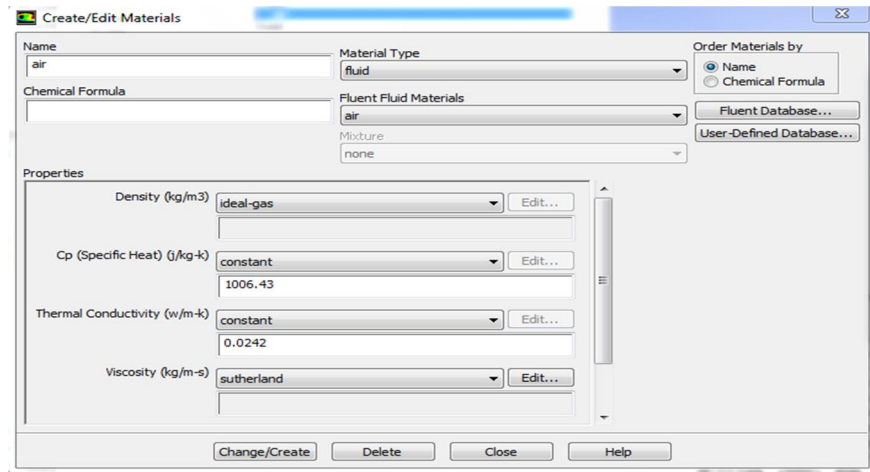 Create/Edit Materials
Name
air
Chemical Formula
Material Type
fluid
Fluent Fluid Materials
air
Mixture
none
Order Materials by
Name
Chemical Formula
Fluent Database...
User-Defined Database...
Properties
Density (kg/m3)
ideal-gas
Edit...
Cp (Specific Heat) (j/kg-k)
constant
Edit...
1006.43
Thermal Conductivity (w/m-k)
constant
Edit...
0.0242
Viscosity (kg/m-s)
sutherland
Edit...
Change/Create
Delete
Close
Help